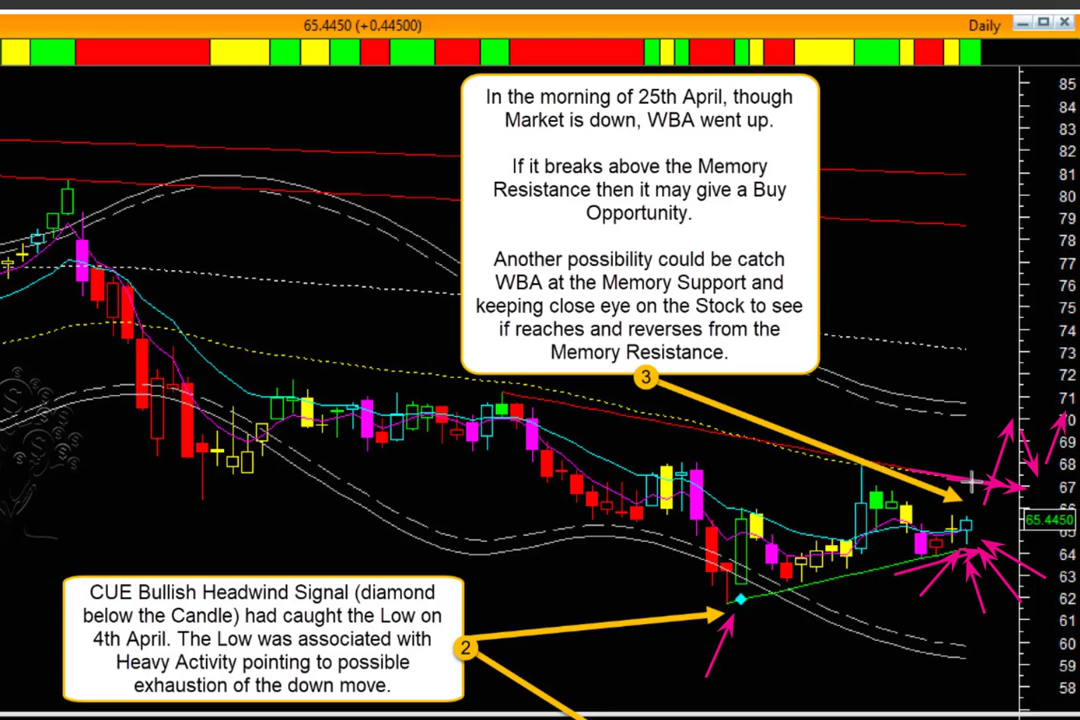 65.4450 (+0.44500)
Daily
In the morning of 25th April, though
Market is down, WBA went up.
If it breaks above the Memory
Resistance then it may give a Buy
Opportunity.
Another possibility could be catch
WBA at the Memory Support and
keeping close eye on the Stock to see
if reaches and reverses from the
Memory Resistance.
3
CUE Bullish Headwind Signal (diamond
below the Candle) had caught the Low on
4th April. The Low was associated with
Heavy Activity pointing to possible
exhaustion of the down move.
2
85
84
83
82
81
80
79
78
77
76
75
74
73
72
71
69
68
67
65.4450
64
63
62
61
60
59
58